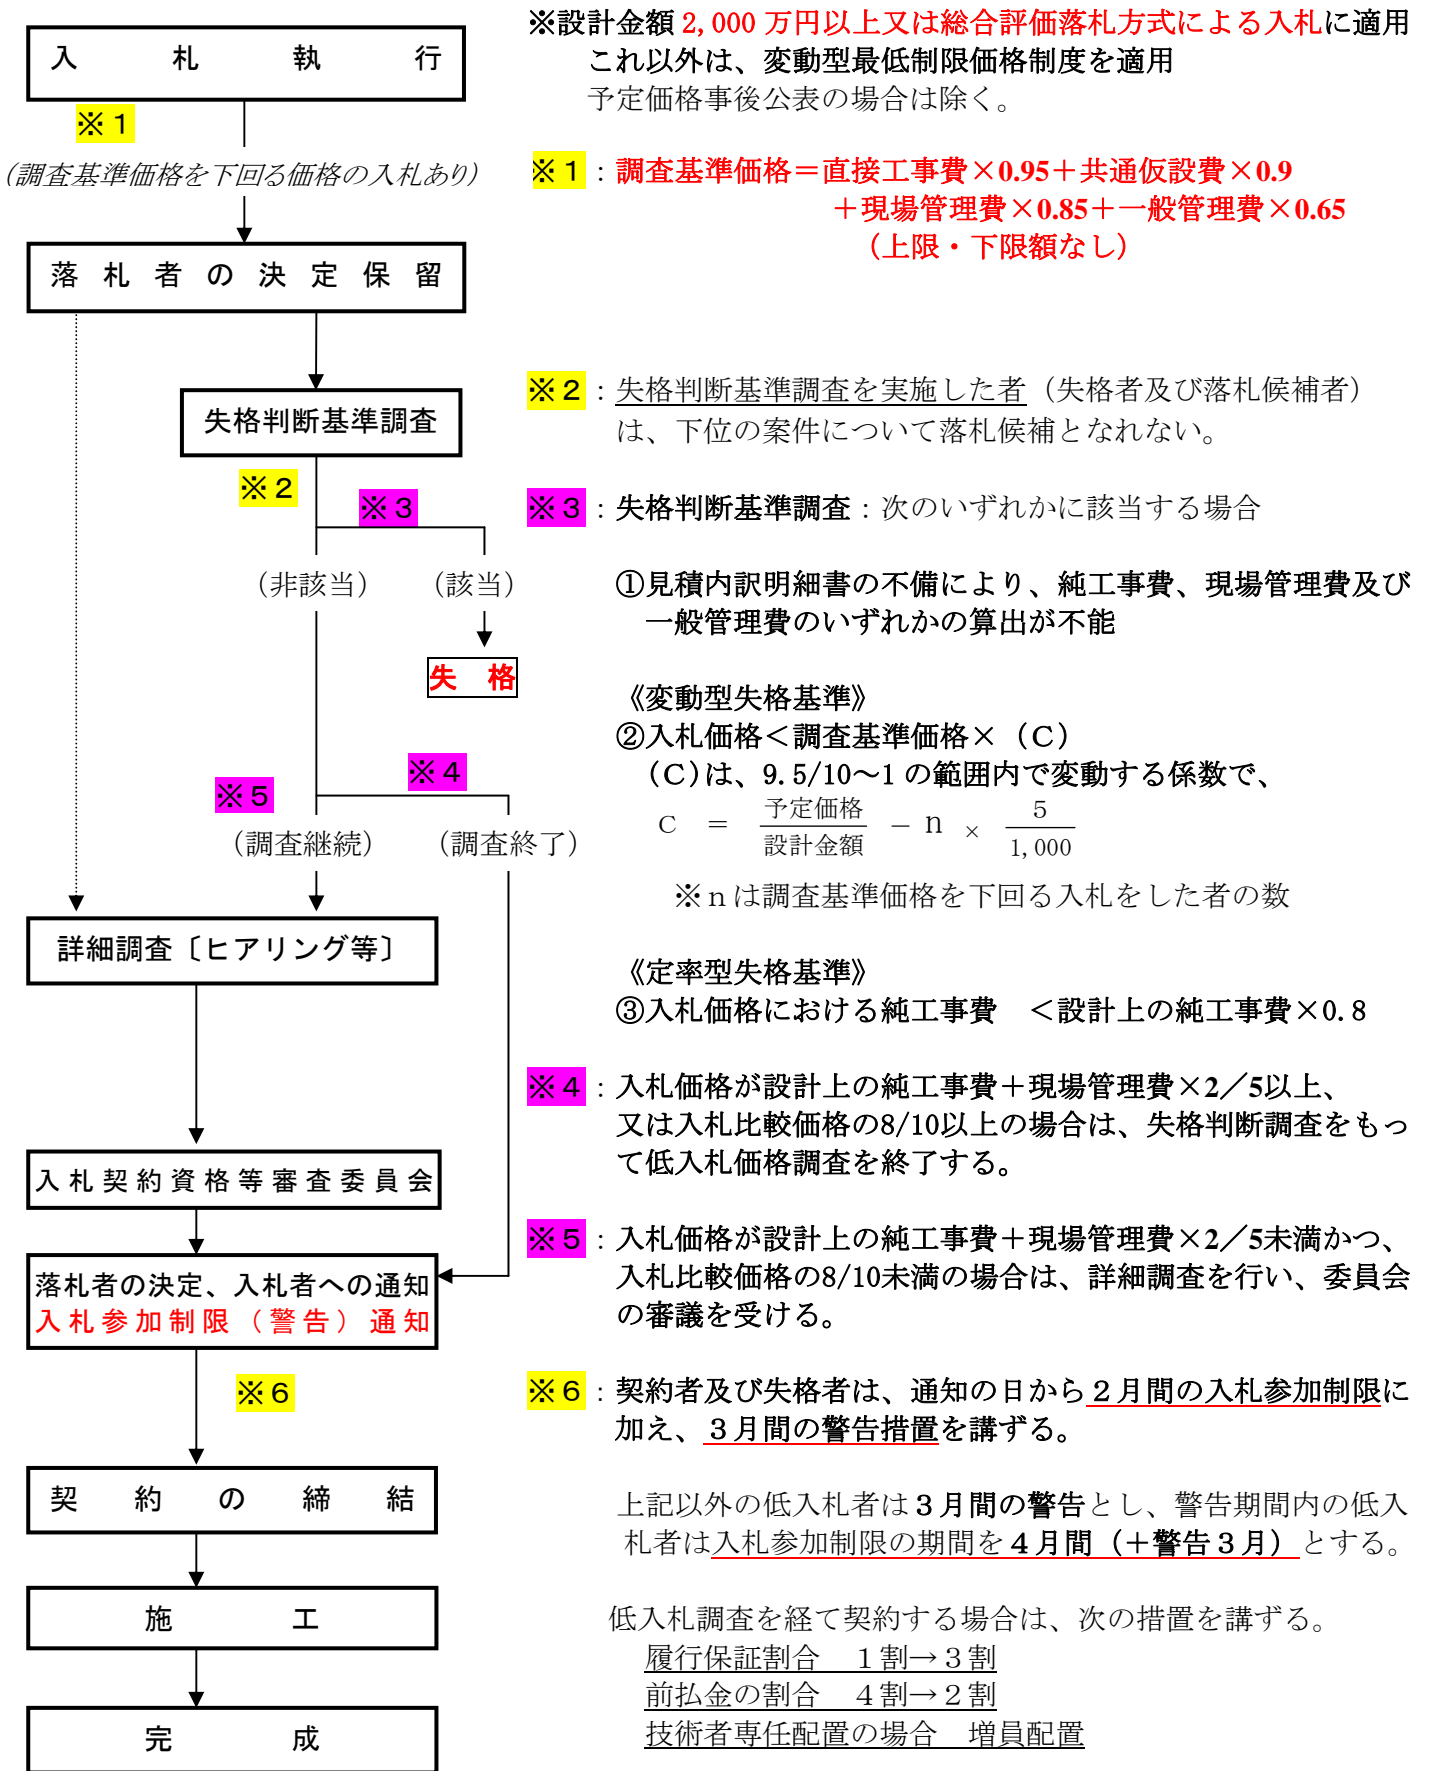 ※設計金額 2,000 万円以上又は総合評価落札方式による入札に適用
これ以外は、変動型最低制限価格制度を適用
予定価格事後公表の場合は除く。
入札執行
※１
（調査基準価格を下回る価格の入札あり）
※１：調査基準価格＝直接工事費×0.95＋共通仮設費×0.9
＋現場管理費×0.85＋一般管理費×0.65
（上限・下限額なし）
落札者の決定保留
失格判断基準調査
※２
※３
※２：失格判断基準調査を実施した者（失格者及び落札候補者）
は、下位の案件について落札候補となれない。
※３：失格判断基準調査：次のいずれかに該当する場合
（非該当）
（該当）
失　格
①見積内訳明細書の不備により、純工事費、現場管理費及び
一般管理費のいずれかの算出が不能
《変動型失格基準》
②入札価格＜調査基準価格×（Ｃ）
（Ｃ）は、9.5/10～1 の範囲内で変動する係数で、
C ＝ 予定価格/設計金額 － n × 5/1,000
※ｎは調査基準価格を下回る入札をした者の数
※４
※５
（調査継続）
（調査終了）
詳細調査〔ヒアリング等〕
《定率型失格基準》
③入札価格における純工事費　＜設計上の純工事費×0.8
※４：入札価格が設計上の純工事費＋現場管理費×2／5以上、
又は入札比較価格の8/10以上の場合は、失格判断調査をもっ
て低入札価格調査を終了する。
入札契約資格等審査委員会
※５：入札価格が設計上の純工事費＋現場管理費×2／5未満かつ、
入札比較価格の8/10未満の場合は、詳細調査を行い、委員会
の審議を受ける。
落札者の決定、入札者への通知
入札参加制限（警告）通知
※６
※６：契約者及び失格者は、通知の日から２月間の入札参加制限に
加え、３月間の警告措置を講ずる。
上記以外の低入札者は３月間の警告とし、警告期間内の低入
札者は入札参加制限の期間を４月間（＋警告３月）とする。
契約の締結
施工
完成
低入札調査を経て契約する場合は、次の措置を講ずる。
履行保証割合　１割→３割
前払金の割合　４割→２割
技術者専任配置の場合　増員配置